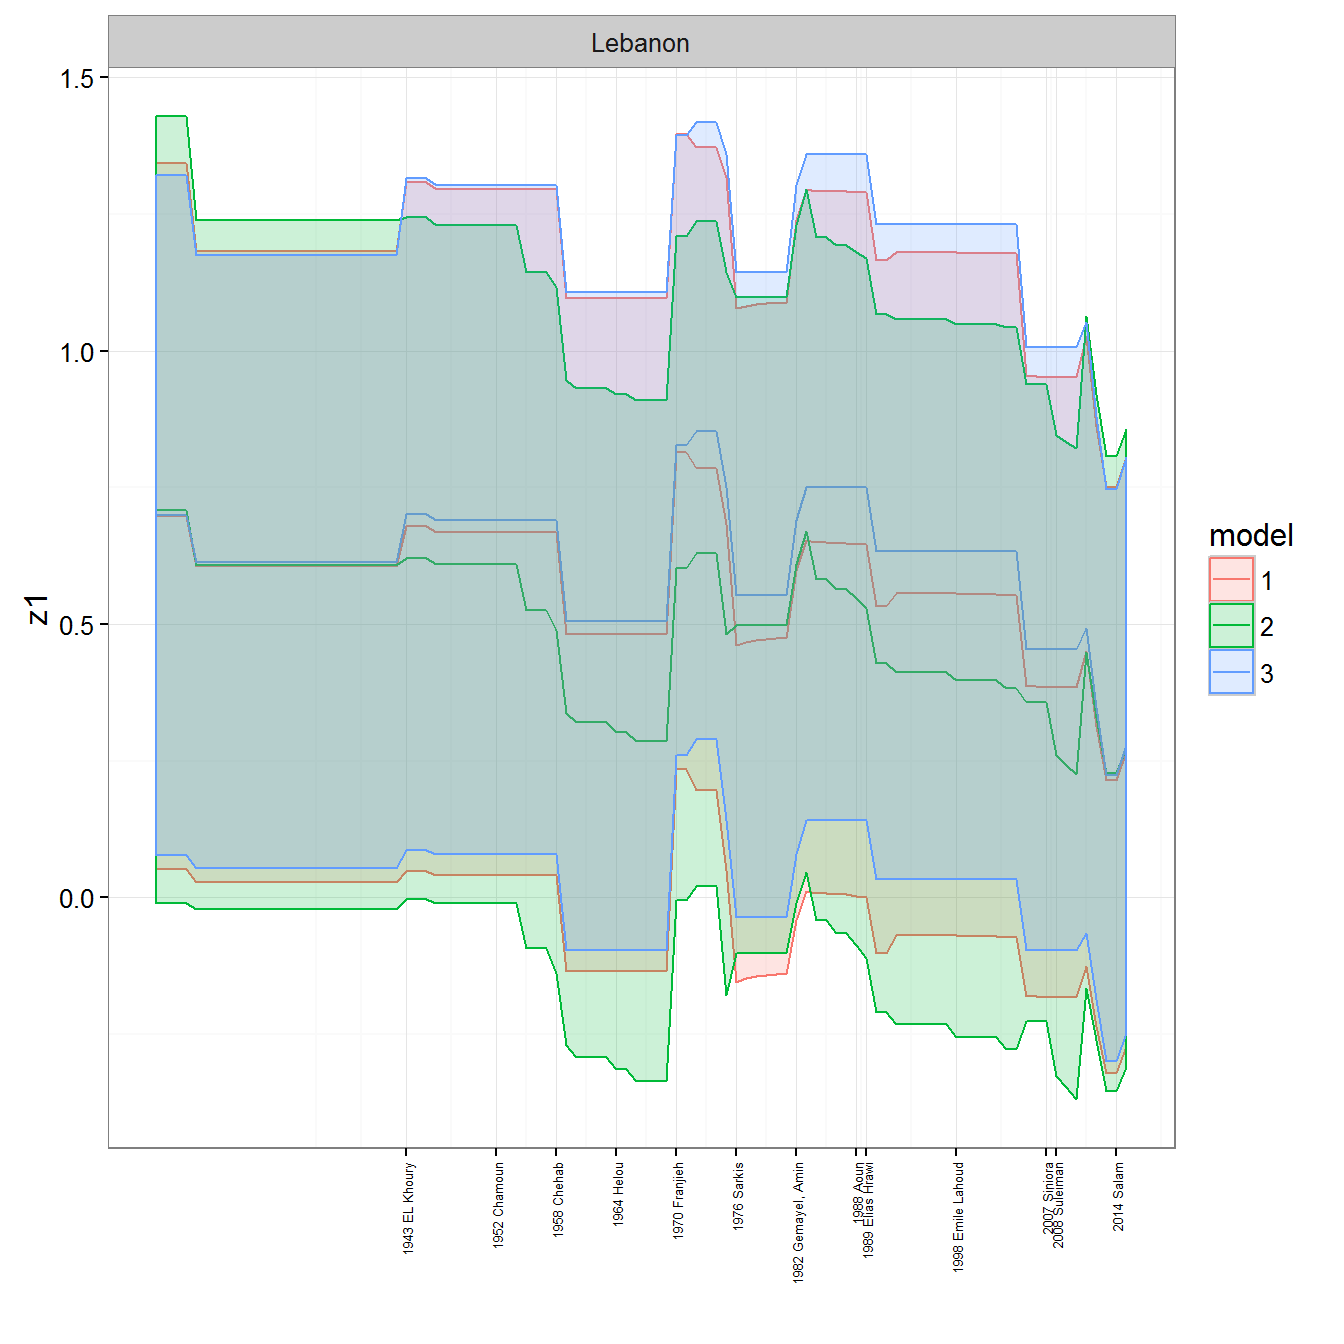 Lebanon
1.5
1.0
0.5
0.0
z1
model
1
2
3
1943 EL Khoury
1952 Chamoun
1958 Chehab
1964 Helou
1970 Franjieh
1976 Sarkis
1982 Gemayel, Amin
1988 Aoun
1989 Elias Hrawi
1998 Emile Lahoud
2007 Siniora
2008 Suleiman
2014 Salam